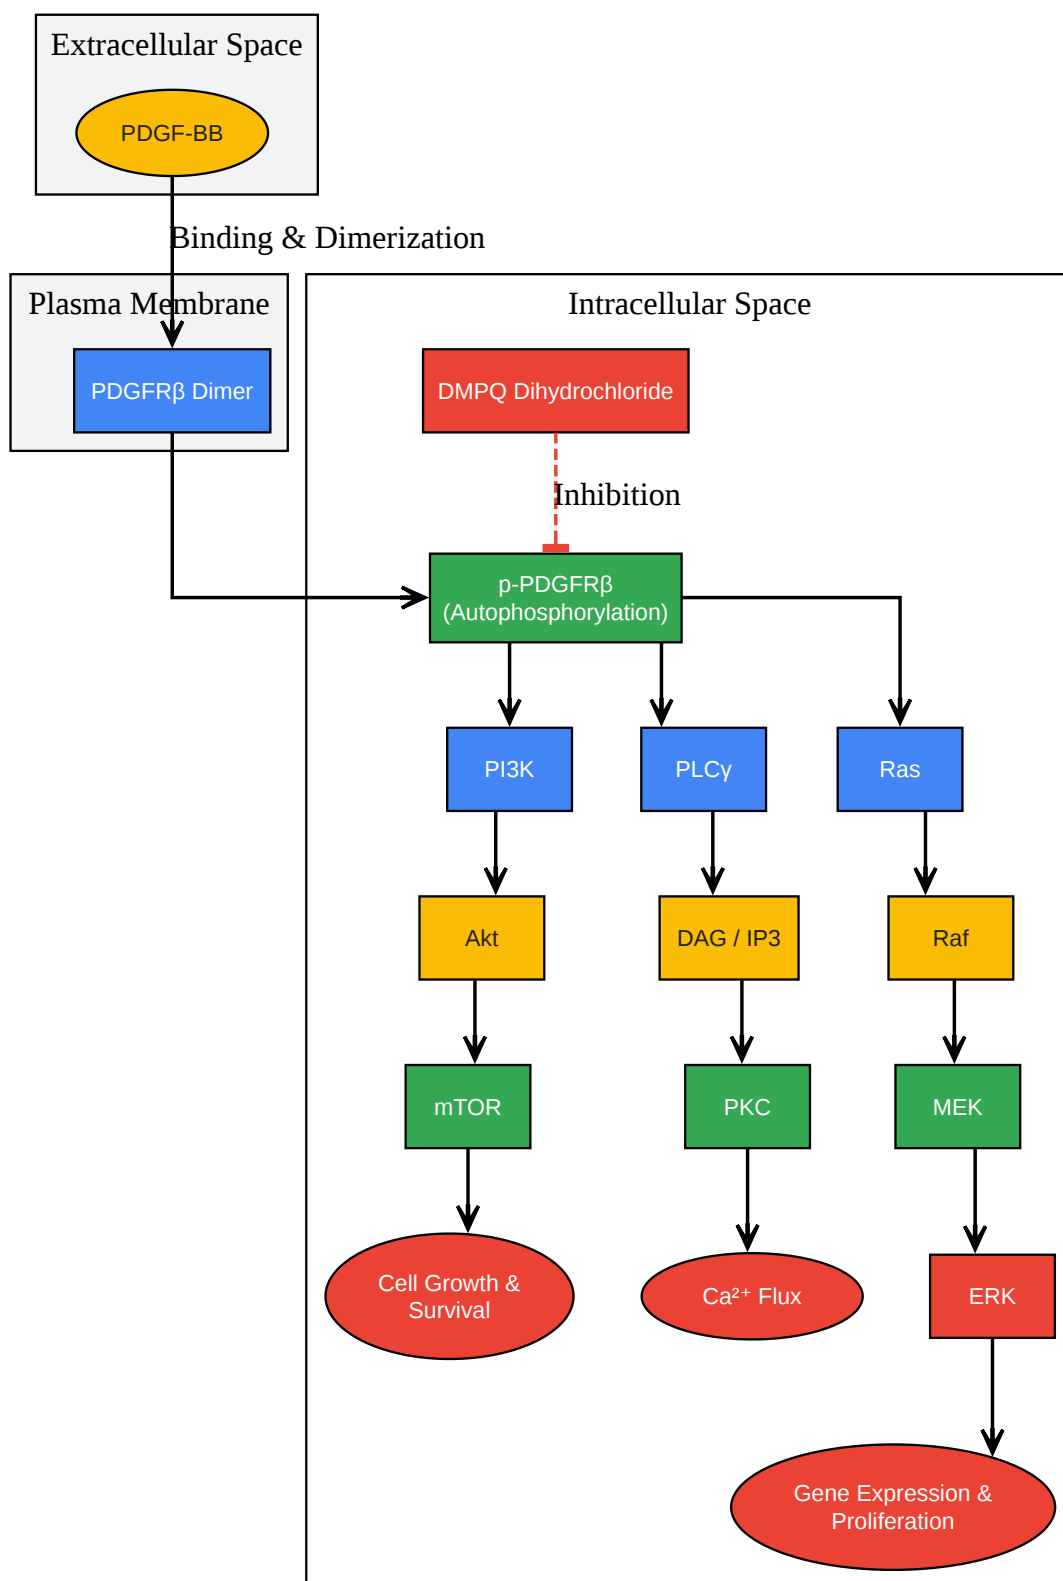 Extracellular Space
PDGF-BB
Binding & Dimerization
Plasma Membrane
Intracellular Space
PDGFRβ Dimer
DMPQ Dihydrochloride
Inhibition
p-PDGFRβ
(Autophosphorylation)
PI3K
PLCγ
Ras
Akt
DAG / IP3
Raf
mTOR
PKC
MEK
Cell Growth &
Survival
Ca²⁺ Flux
ERK
Gene Expression &
Proliferation